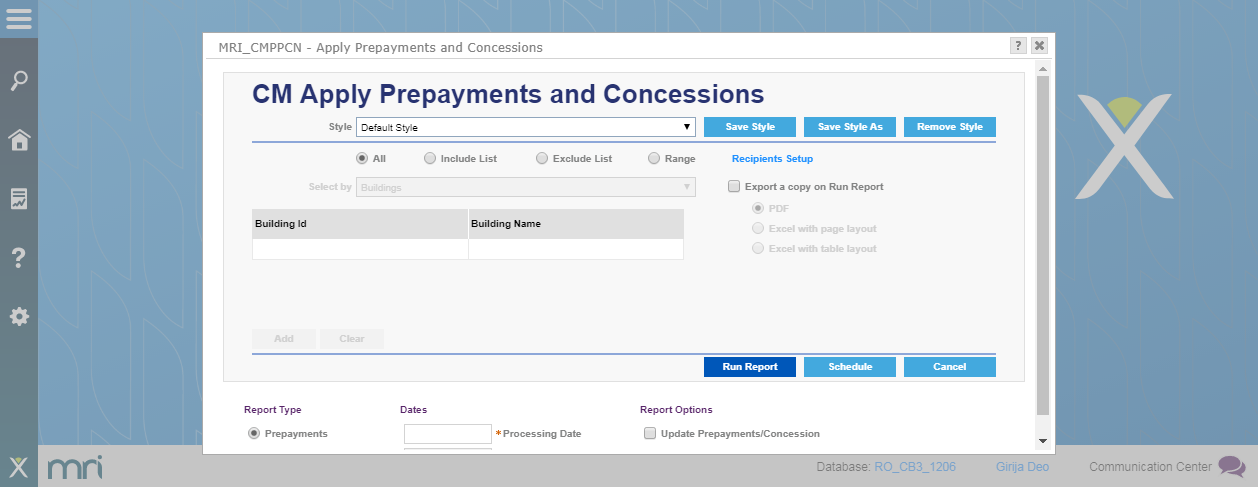 MRI_CMPPCN - Apply Prepayments and Concessions ?
CM Apply Prepayments and Concessions
Style Default Style Save Style Save Style As Remove Style
All Include List Exclude List Range Recipients Setup
Select by Buildings Export a copy on Run Report
PDF
Building Id Building Name
Excel with page layout
Excel with table layout
Add Clear
Run Report Schedule Cancel
Report Type Dates Report Options
Prepayments *Processing Date Update Prepayments/Concession
mri Database: RO_CB3_1206 Girija Deo Communication Center